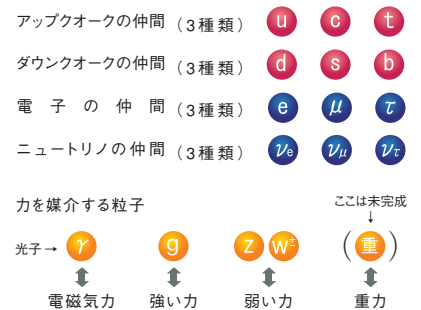 アップクオークの仲間（3種類） u c t
ダウンクオークの仲間（3種類） d s b
電子の仲間（3種類） e μ τ
ニュートリノの仲間（3種類） νe νμ ντ
力を媒介する粒子
ここは未完成
↓
光子→ γ g Z W± （重）
電磁気力 強い力 弱い力 重力